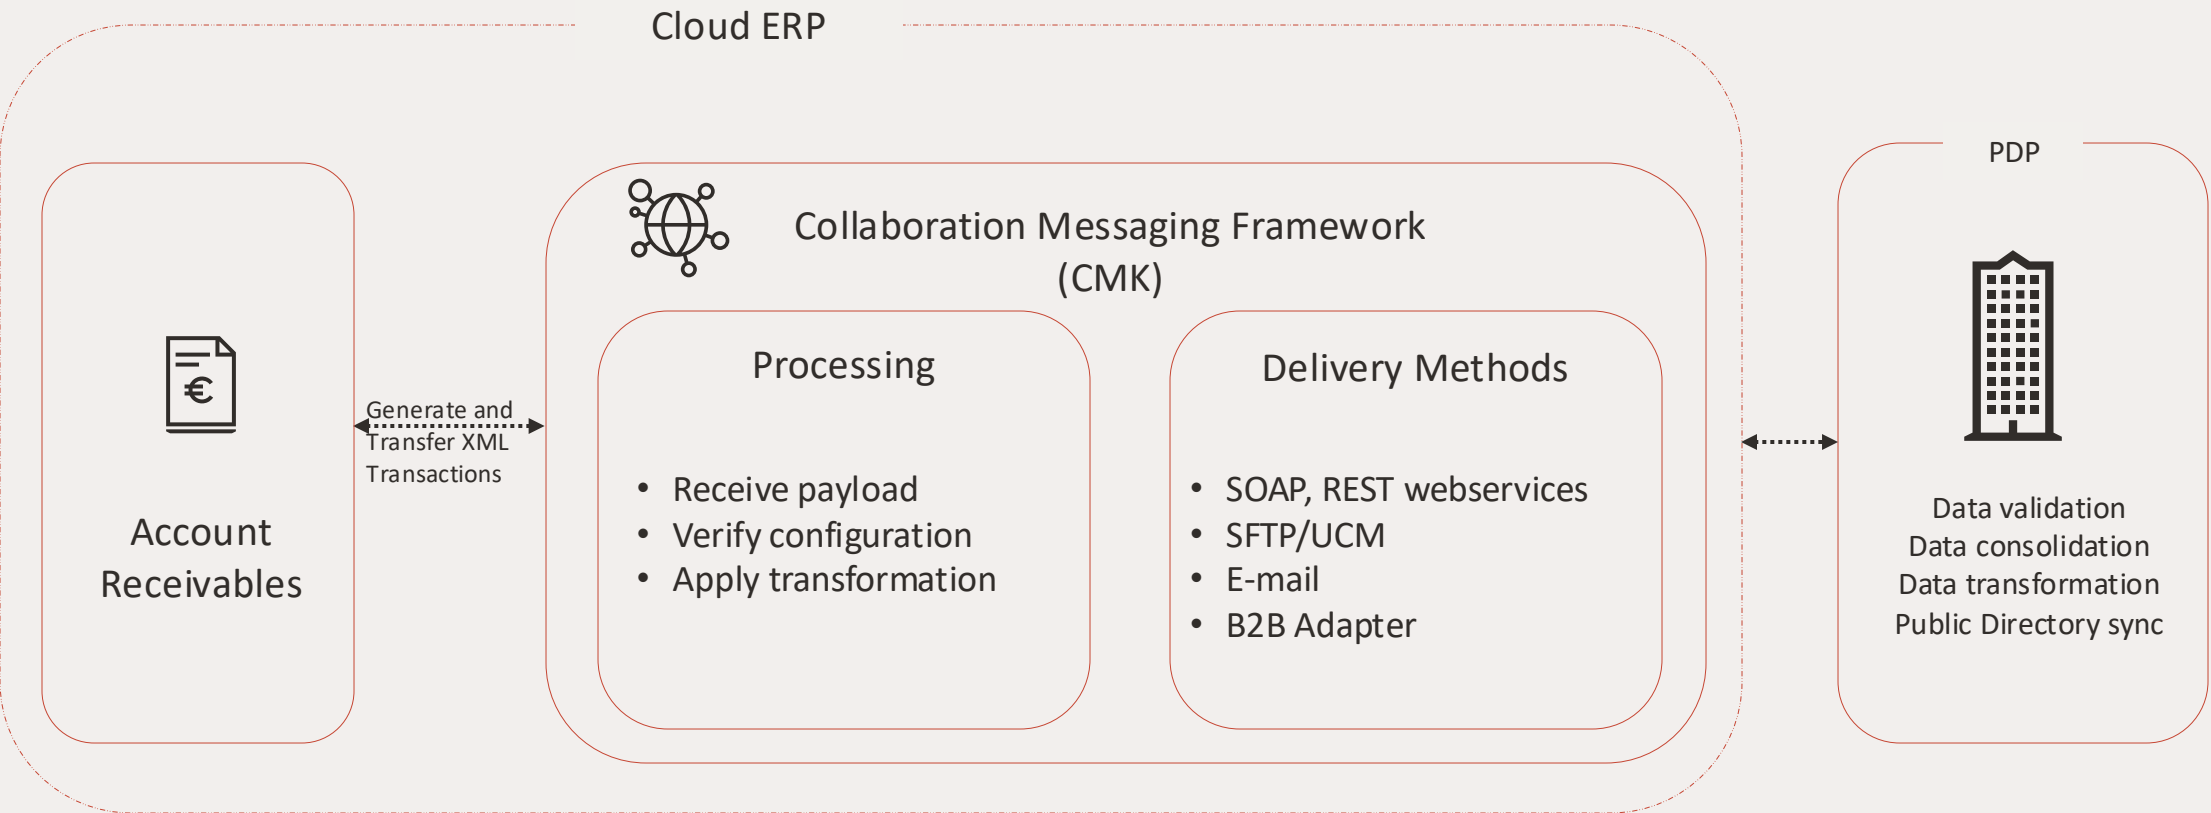 Cloud ERP
Account
Receivables
Generate and
Transfer XML
Transactions
Collaboration Messaging Framework
(CMK)
Processing
• Receive payload
• Verify configuration
• Apply transformation
Delivery Methods
• SOAP, REST webservices
• SFTP/UCM
• E-mail
• B2B Adapter
PDP
Data validation
Data consolidation
Data transformation
Public Directory sync